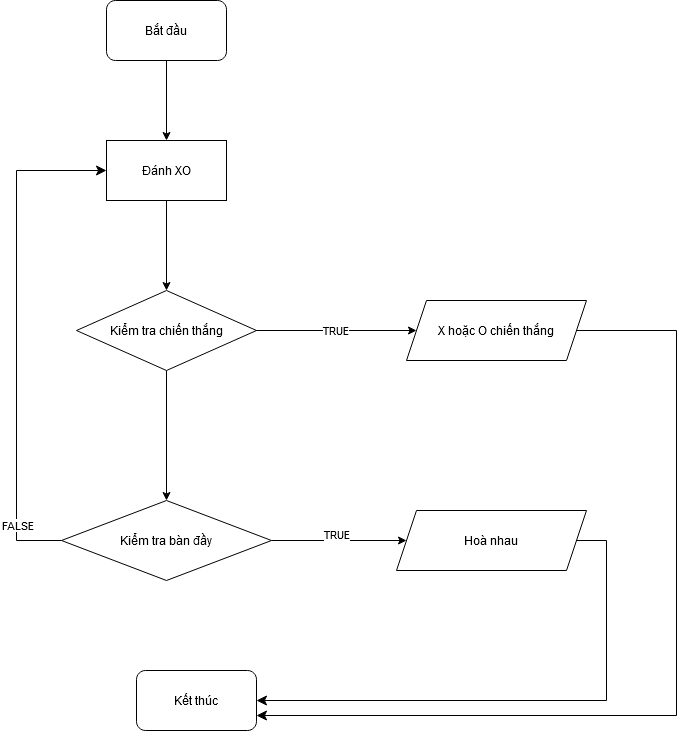 Bắt đầu
Đánh XO
Kiểm tra chiến thắng
TRUE
X hoặc O chiến thắng
FALSE
Kiểm tra bàn đầy
TRUE
Hoà nhau
Kết thúc